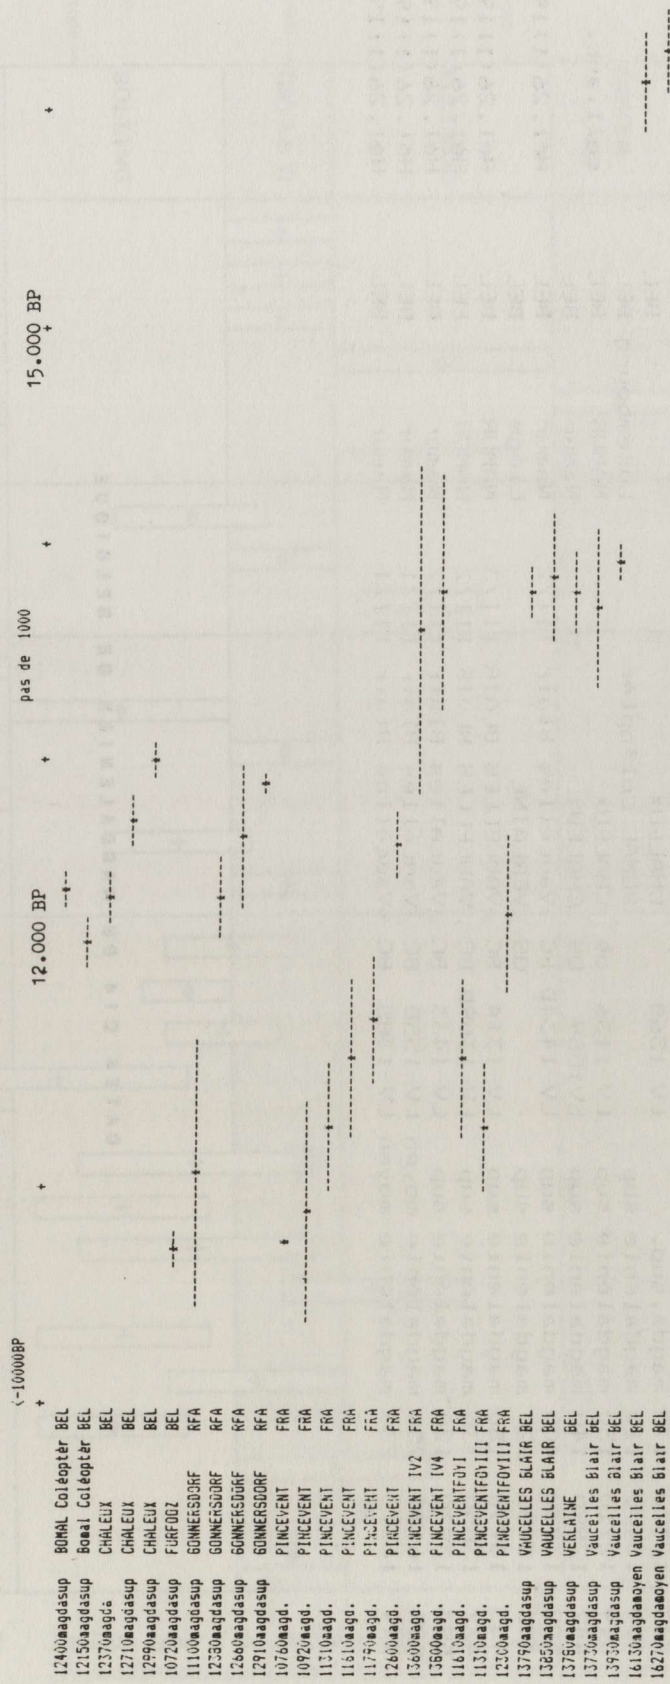 <-10000BP
12.000 BP
pas de 1000
15.000 BP
12400magdasup BOMAL Coléoptèr BEL
12150magdasup Bomal Coléoptèr BEL
12370magda CHALEUX BEL
12710magdasup CHALEUX BEL
12990magdasup CHALEUX BEL
10720magdasup FURFOOZ BEL
11100magdasup GONNERSDORF RFA
12380magdasup GONNERSDORF RFA
12660magdasup GONNERSDORF RFA
12910magdasup GONNERSDORF RFA
10760magd. PINCEVENT FRA
10920magd. PINCEVENT FRA
11310magd. PINCEVENT FRA
11610magd. PINCEVENT FRA
11790magd. PINCEVENT FRA
12600magd. PINCEVENT FRA
13600magd. PINCEVENT IV2 FRA
13800magd. PINCEVENT IV4 FRA
11610magd. PINCEVENTFOYI FRA
11310magd. PINCEVENTFOYIII FRA
12300magd. PINCEVENTFOYIII FRA
13790magdasup VAUCELLES BLAIR BEL
13850magdasup VAUCELLES BLAIR BEL
13780magdasup VERLAINE BEL
13730magdasup Vaucelles Blair BEL
13930magdasup Vaucelles Blair BEL
16130magdamoyen Vaucelles Blair BEL
16270magdamoyen Vaucelles Blair BEL